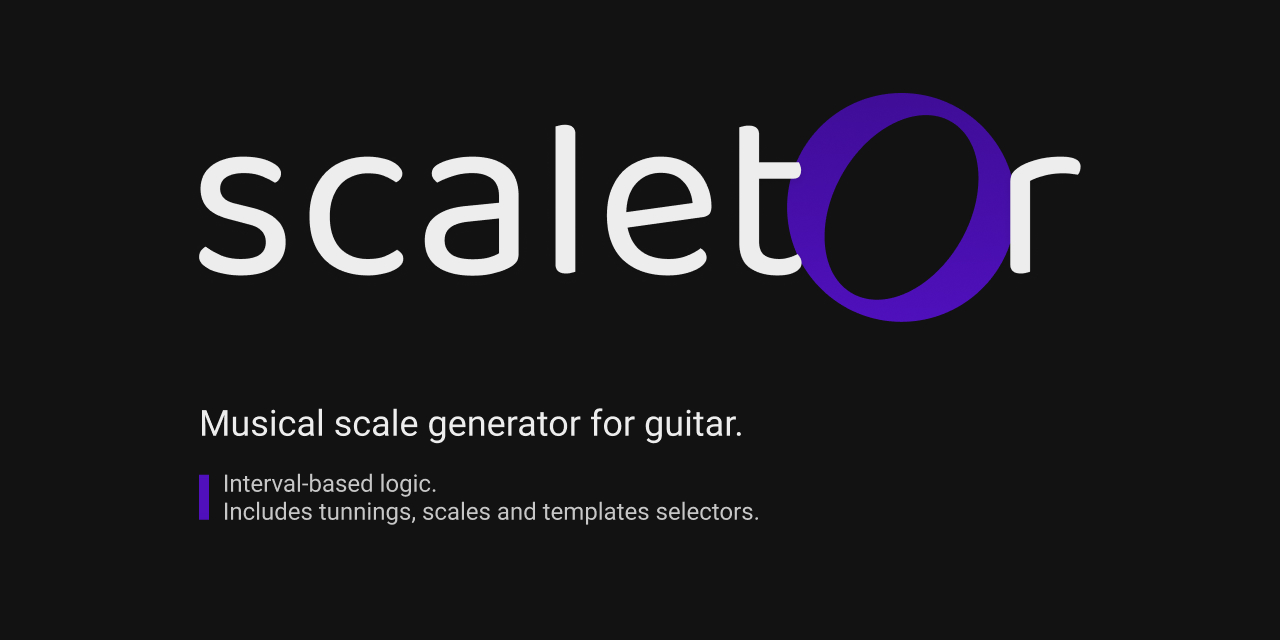 scaletor
Musical scale generator for guitar.
Interval-based logic.
Includes tunnings, scales and templates selectors.